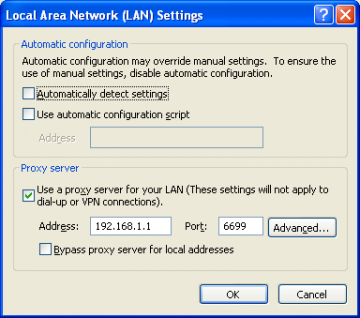 Local Area Network (LAN) Settings
Automatic configuration
Automatic configuration may override manual settings. To ensure the
use of manual settings, disable automatic configuration.
Automatically detect settings
Use automatic configuration script
Address
Proxy server
Use a proxy server for your LAN (These settings will not apply to
dial-up or VPN connections).
Address: 192.168.1.1 Port: 6699 Advanced...
Bypass proxy server for local addresses
OK Cancel